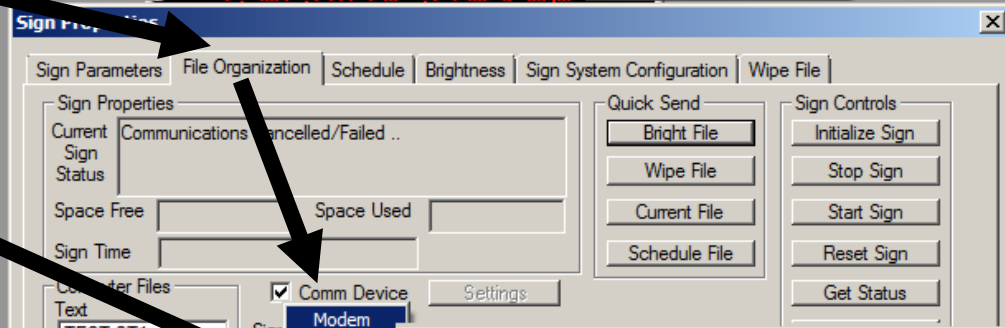 Sign Properties
Sign Parameters File Organization Schedule Brightness Sign System Configuration Wipe File
Sign Properties
Current Sign Status
Communications Cancelled/Failed ..
Space Free Space Used
Sign Time
Quick Send
Bright File
Wipe File
Current File
Schedule File
Sign Controls
Initialize Sign
Stop Sign
Start Sign
Reset Sign
Get Status
Computer Files
Text
Comm Device Settings
Modem